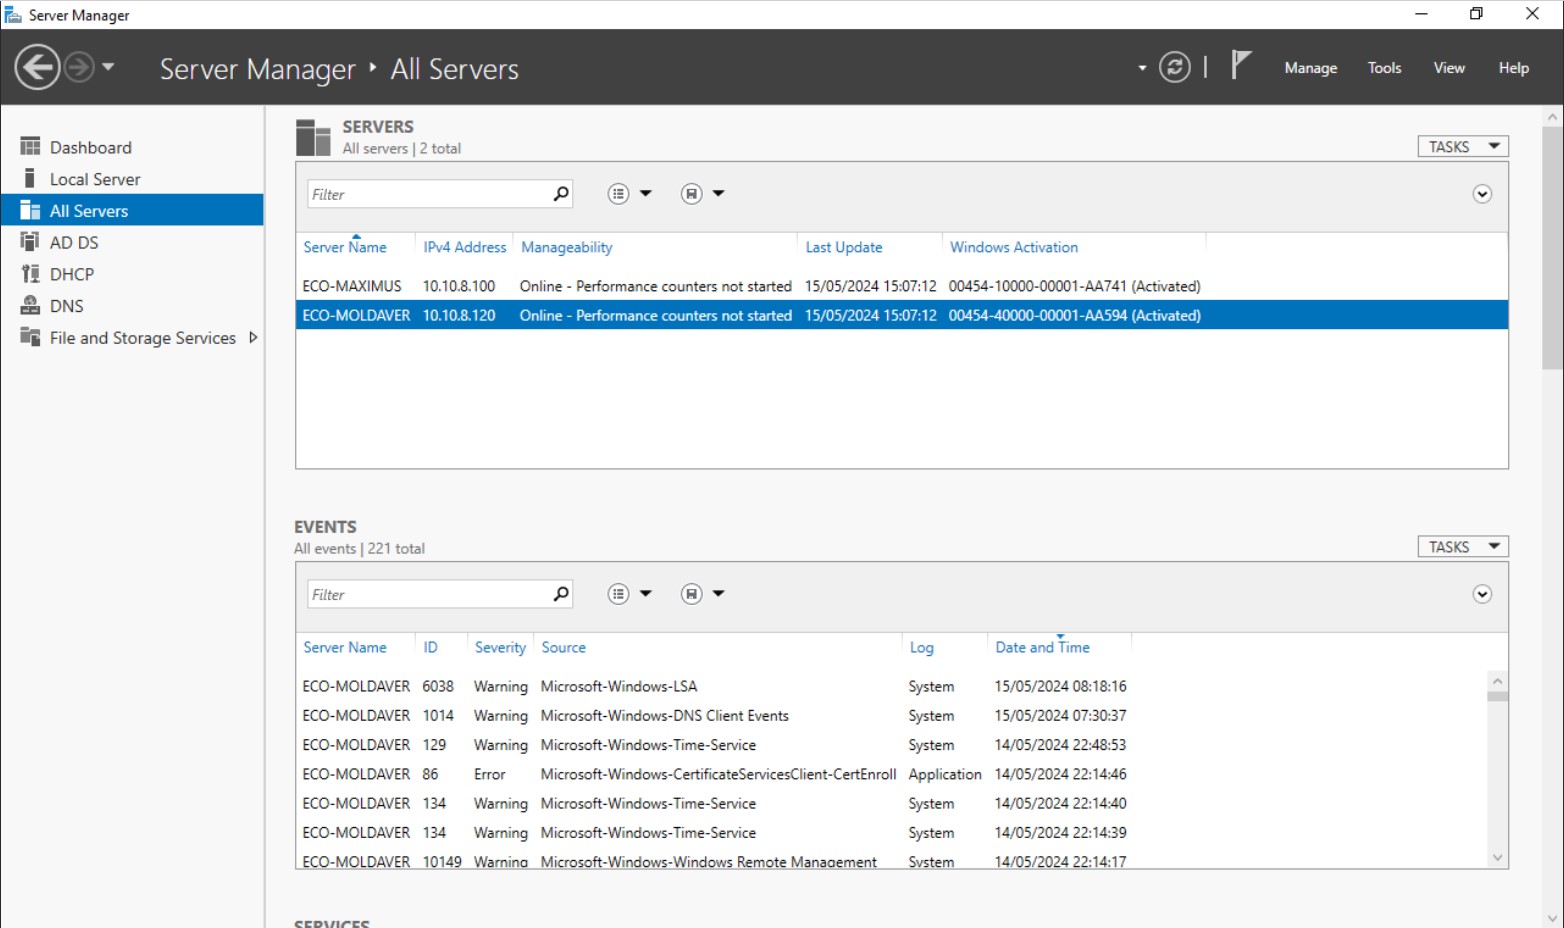 Server Manager
Server Manager ‣ All Servers
Manage Tools View Help
Dashboard
Local Server
All Servers
AD DS
DHCP
DNS
File and Storage Services
SERVERS
All servers | 2 total
TASKS
Filter
Server Name IPv4 Address Manageability Last Update Windows Activation
ECO-MAXIMUS 10.10.8.100 Online - Performance counters not started 15/05/2024 15:07:12 00454-10000-00001-AA741 (Activated)
ECO-MOLDAVER 10.10.8.120 Online - Performance counters not started 15/05/2024 15:07:12 00454-40000-00001-AA594 (Activated)
EVENTS
All events | 221 total
TASKS
Filter
Server Name ID Severity Source Log Date and Time
ECO-MOLDAVER 6038 Warning Microsoft-Windows-LSA System 15/05/2024 08:18:16
ECO-MOLDAVER 1014 Warning Microsoft-Windows-DNS Client Events System 15/05/2024 07:30:37
ECO-MOLDAVER 129 Warning Microsoft-Windows-Time-Service System 14/05/2024 22:48:53
ECO-MOLDAVER 86 Error Microsoft-Windows-CertificateServicesClient-CertEnroll Application 14/05/2024 22:14:46
ECO-MOLDAVER 134 Warning Microsoft-Windows-Time-Service System 14/05/2024 22:14:40
ECO-MOLDAVER 134 Warning Microsoft-Windows-Time-Service System 14/05/2024 22:14:39
ECO-MOLDAVER 10149 Warning Microsoft-Windows-Windows Remote Management System 14/05/2024 22:14:17
SERVICES